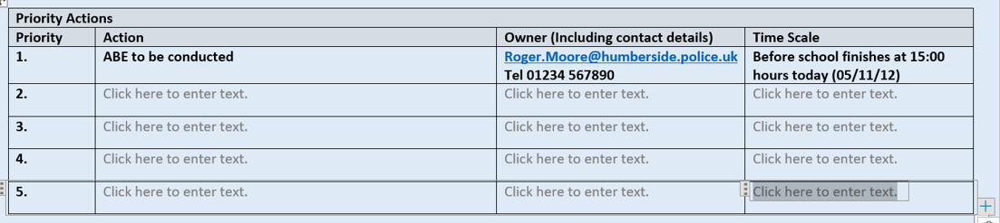 Priority Actions
Priority Action Owner (Including contact details) Time Scale
1. ABE to be conducted Roger.Moore@humberside.police.uk Before school finishes at 15:00
Tel 01234 567890 hours today (05/11/12)
2. Click here to enter text. Click here to enter text. Click here to enter text.
3. Click here to enter text. Click here to enter text. Click here to enter text.
4. Click here to enter text. Click here to enter text. Click here to enter text.
5. Click here to enter text. Click here to enter text. Click here to enter text.